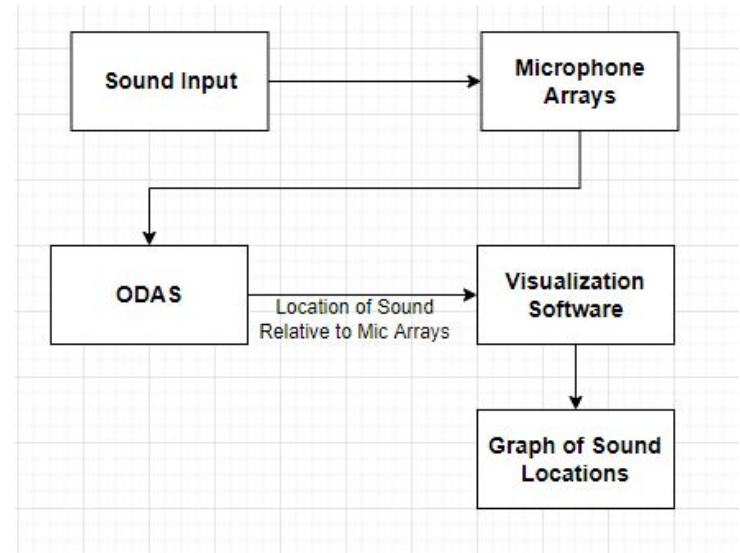 Sound Input
Microphone
Arrays
ODAS
Location of Sound
Relative to Mic Arrays
Visualization
Software
Graph of Sound
Locations